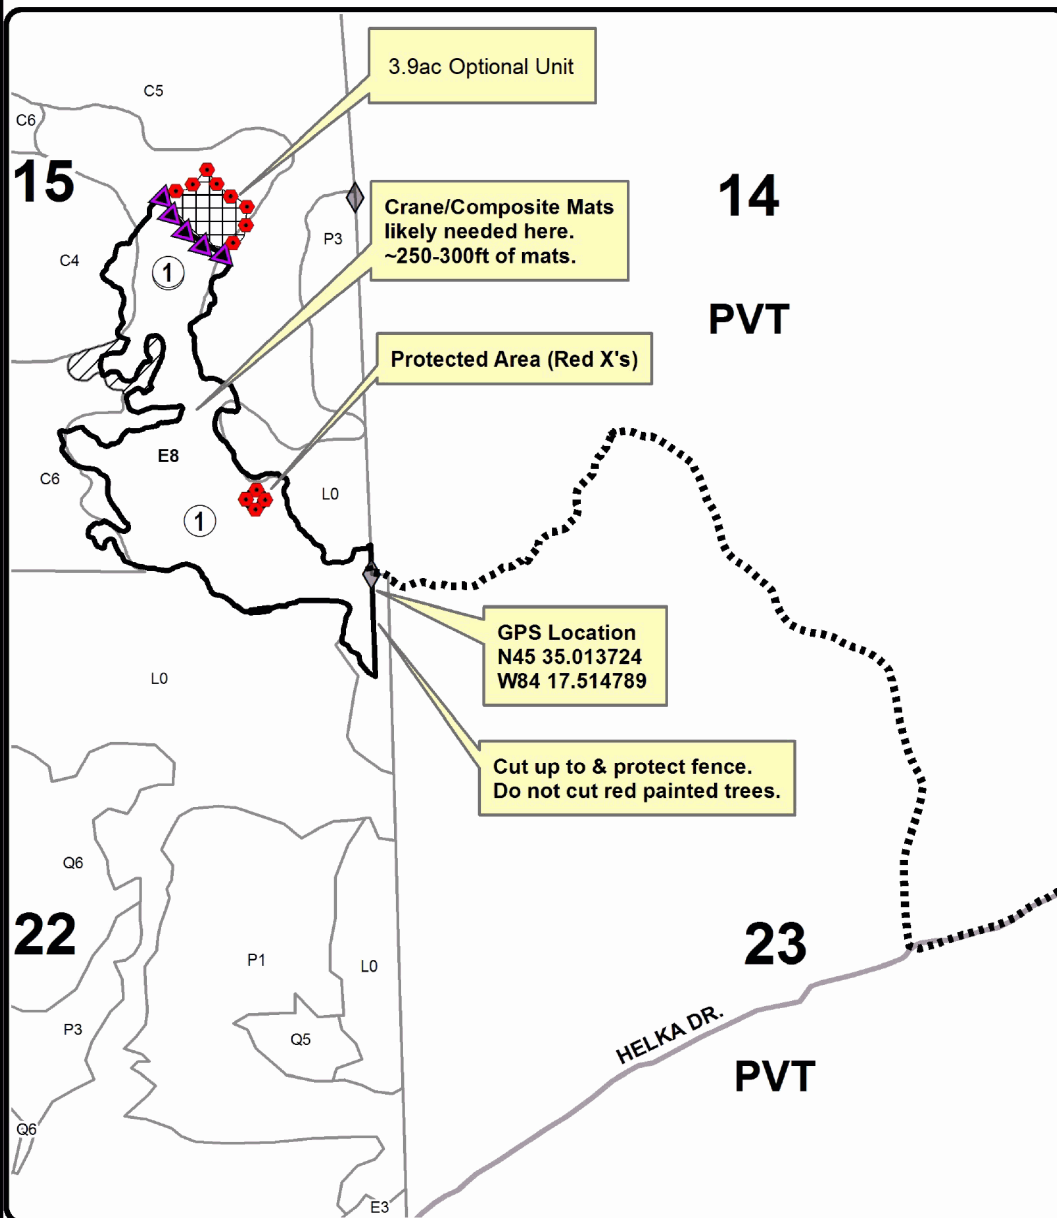 3.9ac Optional Unit
C5
C6
15
14
Crane/Composite Mats
likely needed here.
~250-300ft of mats.
P3
C4
1
PVT
Protected Area (Red X's)
E8
C6
L0
1
GPS Location
N45 35.013724
W84 17.514789
L0
Cut up to & protect fence.
Do not cut red painted trees.
Q6
22
23
P1
L0
P3
Q5
HELKA DR.
PVT
Q6
E3